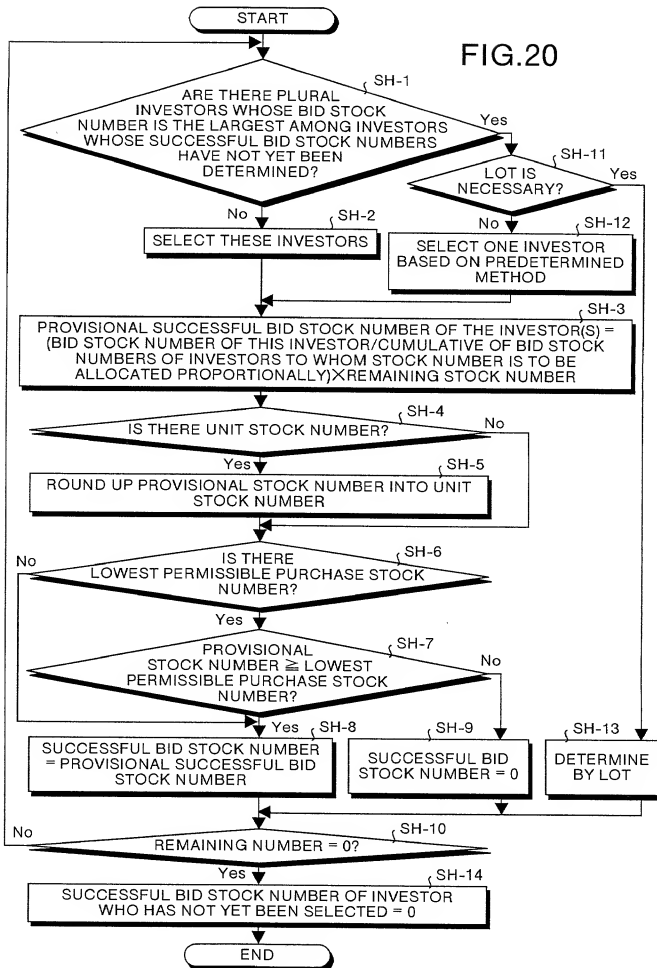 START
FIG.20
SH-1
ARE THERE PLURAL
INVESTORS WHOSE BID STOCK
NUMBER IS THE LARGEST AMONG INVESTORS
WHOSE SUCCESSFUL BID STOCK NUMBERS
HAVE NOT YET BEEN
DETERMINED?
Yes
SH-11
LOT IS
NECESSARY?
Yes
No
SH-2
SELECT THESE INVESTORS
No
SH-12
SELECT ONE INVESTOR
BASED ON PREDETERMINED
METHOD
SH-3
PROVISIONAL SUCCESSFUL BID STOCK NUMBER OF THE INVESTOR(S) =
(BID STOCK NUMBER OF THIS INVESTOR/CUMULATIVE OF BID STOCK
NUMBERS OF INVESTORS TO WHOM STOCK NUMBER IS TO BE
ALLOCATED PROPORTIONALLY)×REMAINING STOCK NUMBER
SH-4
IS THERE UNIT STOCK NUMBER?
No
Yes
SH-5
ROUND UP PROVISIONAL STOCK NUMBER INTO UNIT
STOCK NUMBER
SH-6
No
IS THERE
LOWEST PERMISSIBLE PURCHASE STOCK
NUMBER?
Yes
SH-7
PROVISIONAL
STOCK NUMBER ≧ LOWEST
PERMISSIBLE PURCHASE STOCK
NUMBER?
No
Yes
SH-8
SUCCESSFUL BID STOCK NUMBER
= PROVISIONAL SUCCESSFUL BID
STOCK NUMBER
SH-9
SUCCESSFUL BID
STOCK NUMBER = 0
SH-13
DETERMINE
BY LOT
No
SH-10
REMAINING NUMBER = 0?
Yes
SH-14
SUCCESSFUL BID STOCK NUMBER OF INVESTOR
WHO HAS NOT YET BEEN SELECTED = 0
END